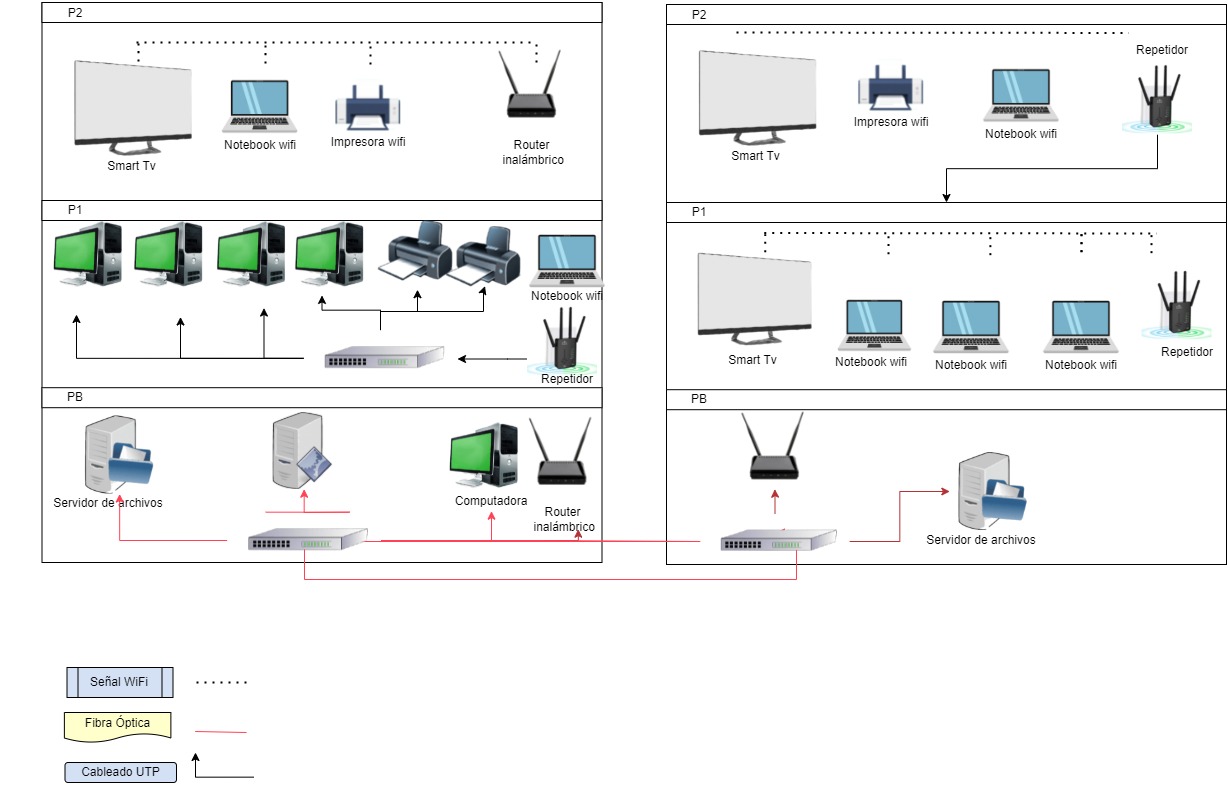 P2
Smart Tv
Notebook wifi
Impresora wifi
Router
inalámbrico
P1
Notebook wifi
Repetidor
PB
Servidor de archivos
Computadora
Router
inalámbrico
P2
Repetidor
Smart Tv
Impresora wifi
Notebook wifi
P1
Smart Tv
Notebook wifi
Notebook wifi
Notebook wifi
Repetidor
PB
Servidor de archivos
Señal WiFi
Fibra Óptica
Cableado UTP